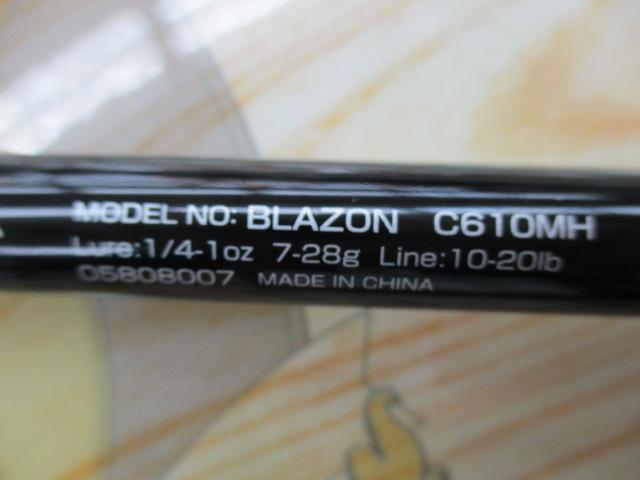 MODEL NO: BLAZON C610MH
Lure:1/4-1oz 7-28g Line:10-20lb
05808007 MADE IN CHINA